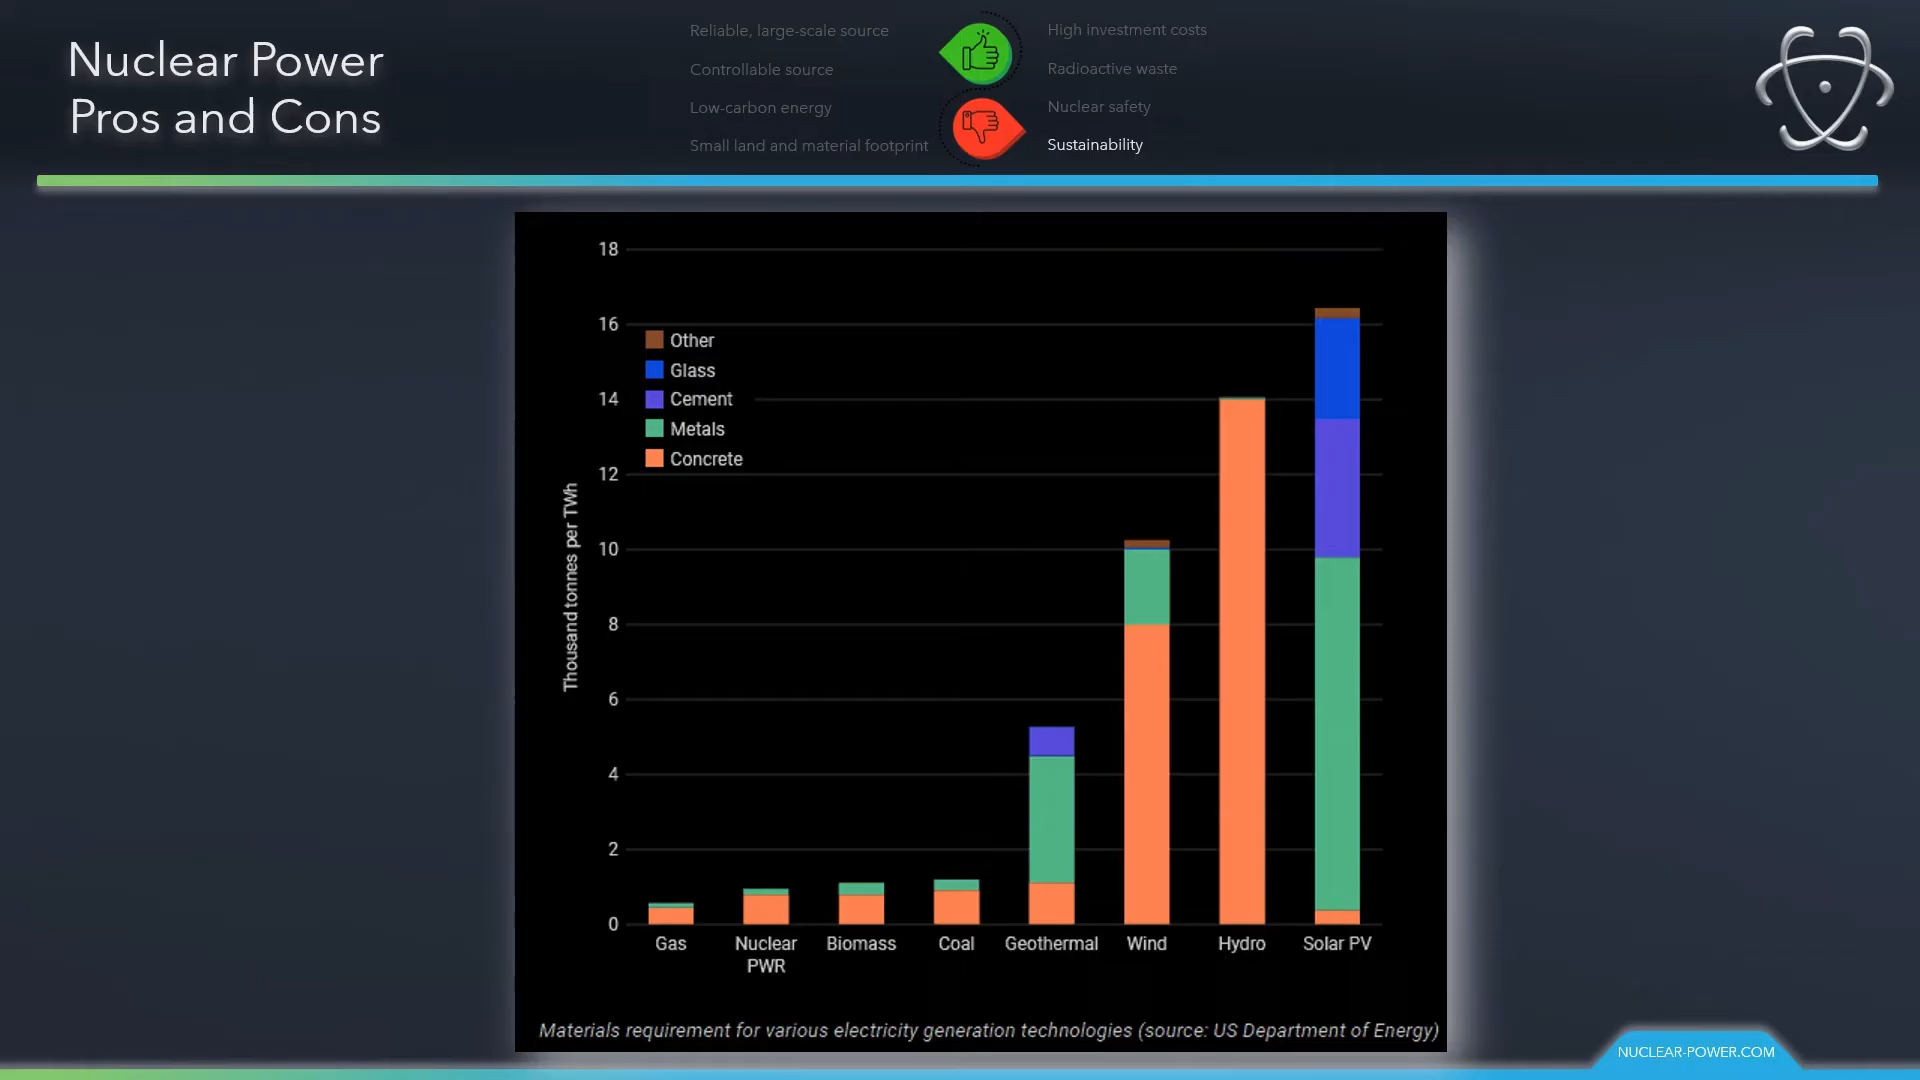 Nuclear Power
Pros and Cons
Reliable, large-scale source
Controllable source
Low-carbon energy
Small land and material footprint
High investment costs
Radioactive waste
Nuclear safety
Sustainability
18
16
14
12
10
8
6
4
2
0
Thousand tonnes per TWh
Other
Glass
Cement
Metals
Concrete
Gas
Nuclear
PWR
Biomass
Coal
Geothermal
Wind
Hydro
Solar PV
Materials requirement for various electricity generation technologies (source: US Department of Energy)
NUCLEAR-POWER.COM